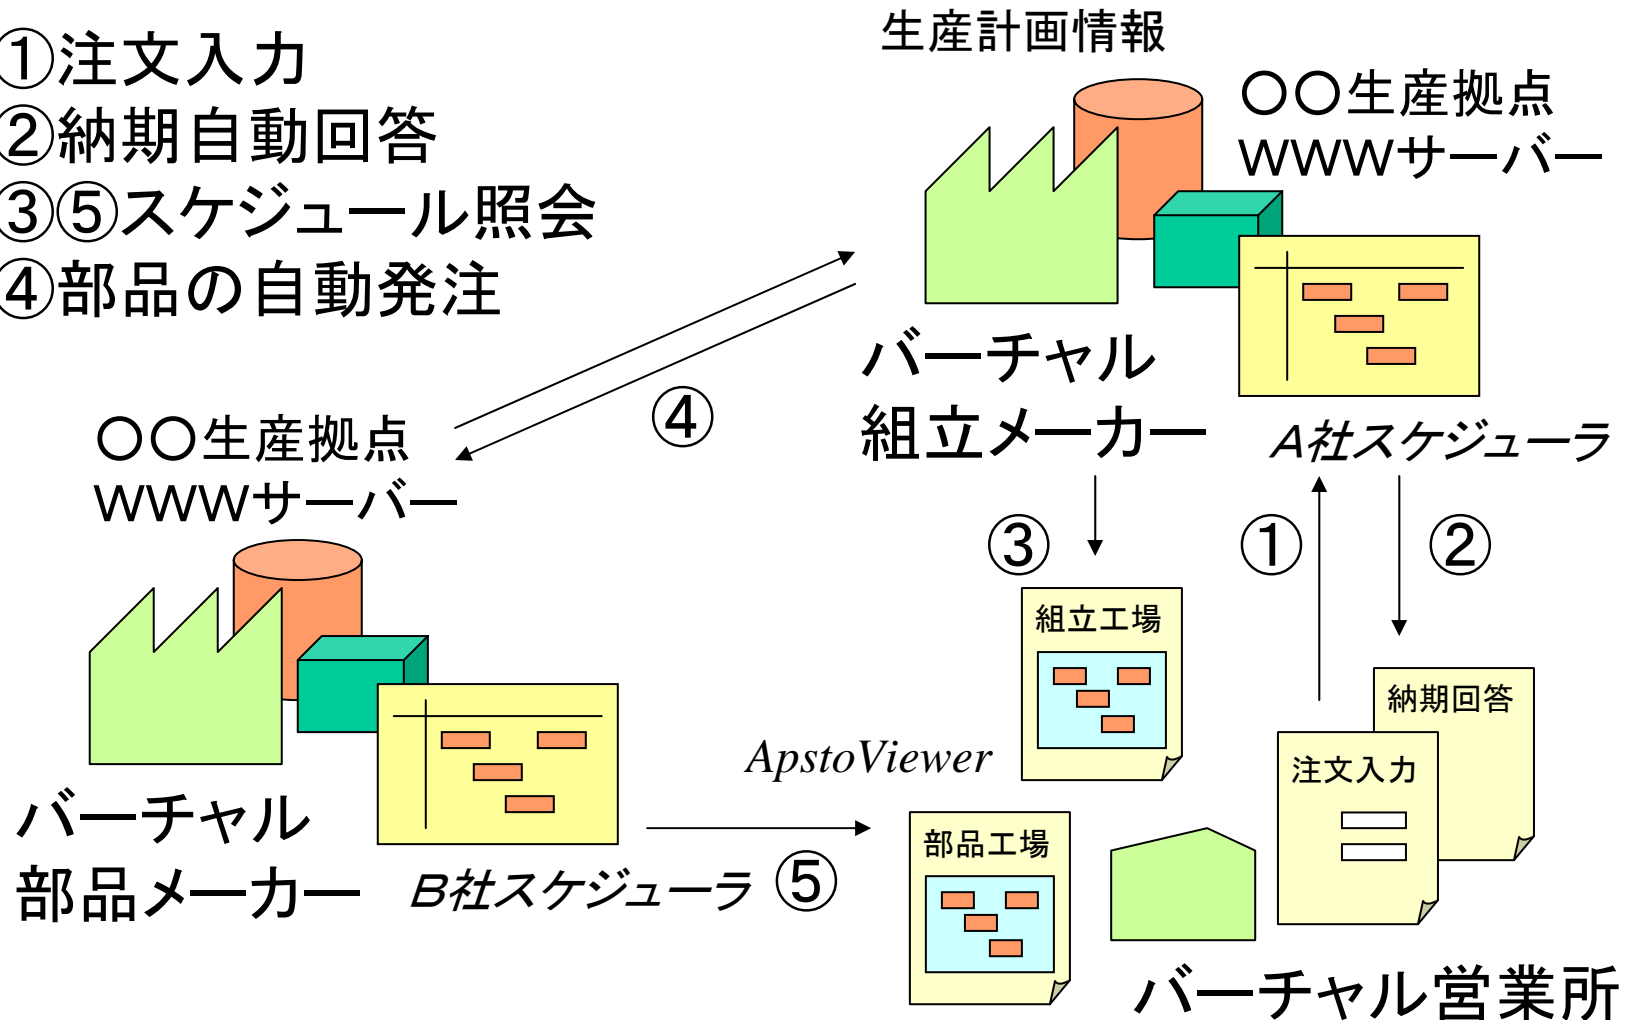 ①注文入力
②納期自動回答
③⑤スケジュール照会
④部品の自動発注
生産計画情報
〇〇生産拠点
WWWサーバー
バーチャル
組立メーカー
A社スケジューラ
④
〇〇生産拠点
WWWサーバー
③
①
②
組立工場
納期回答
注文入力
ApstoViewer
バーチャル
部品メーカー
B社スケジューラ
⑤
部品工場
バーチャル営業所